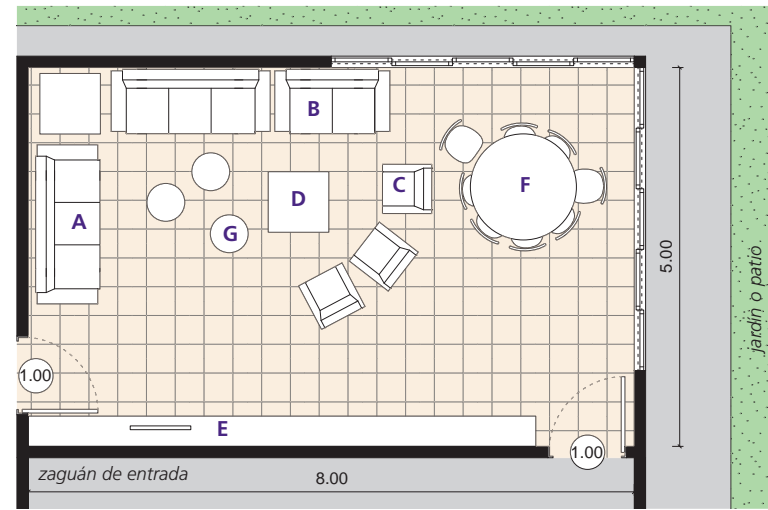 B
A
D
C
F
G
5.00
jardín o patio
1.00
E
1.00
zaguán de entrada
8.00